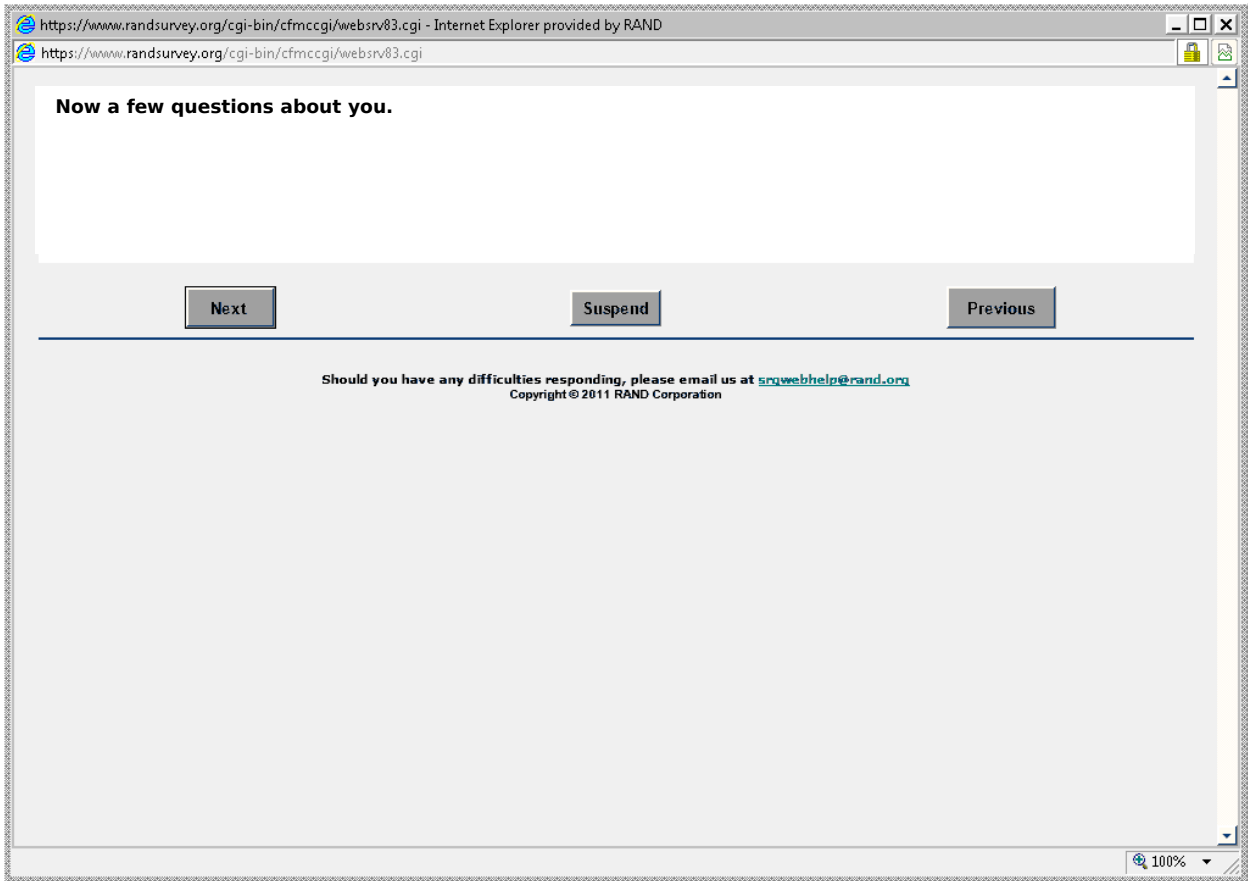 https://www.randsurvey.org/cgi-bin/cfmccgi/websrv83.cgi - Internet Explorer provided by RAND
https://www.randsurvey.org/cgi-bin/cfmccgi/websrv83.cgi
Now a few questions about you.
Next Suspend Previous
Should you have any difficulties responding, please email us at srgwebhelp@rand.org
Copyright © 2011 RAND Corporation
100%